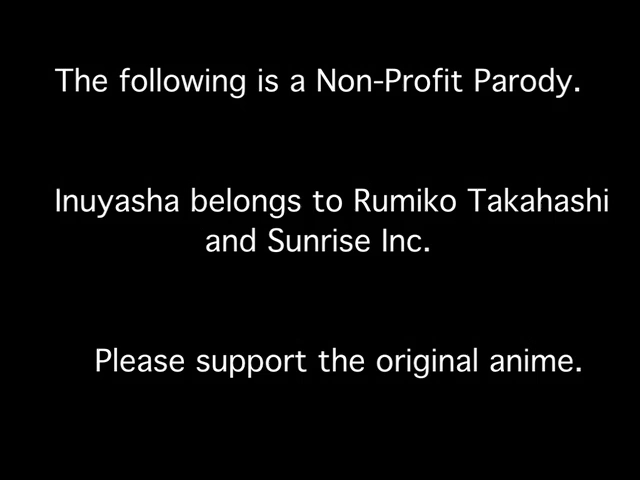 The following is a Non-Profit Parody.
Inuyasha belongs to Rumiko Takahashi
and Sunrise Inc.
Please support the original anime.